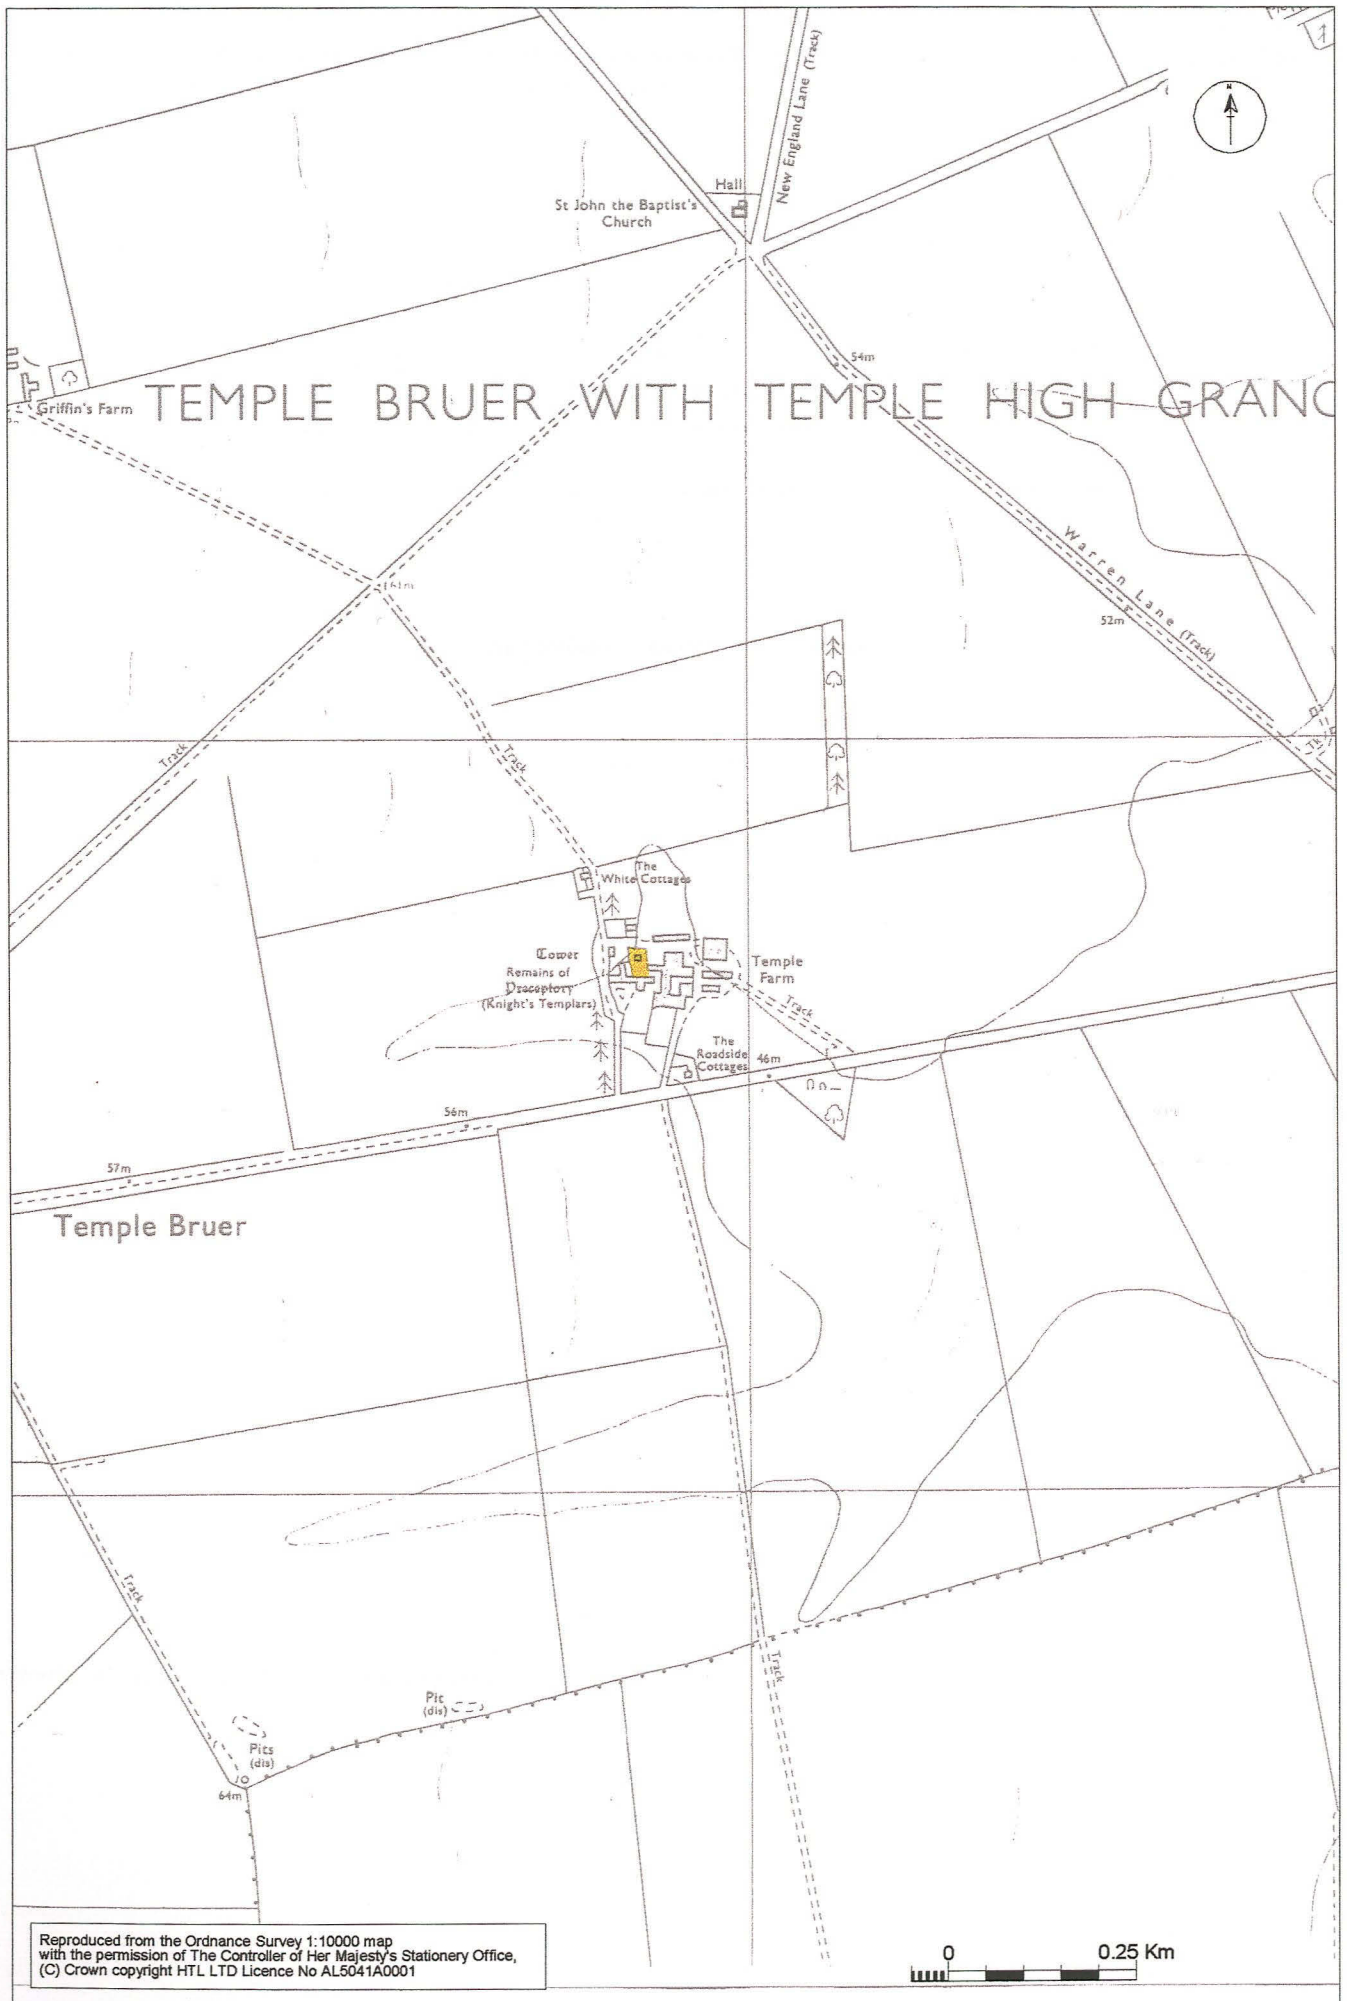 N
New England Lane (Track)
Hall
St John the Baptist's
Church
54m
TEMPLE BRUER WITH TEMPLE HIGH GRANG
Griffin's Farm
61m
Warren Lane (Track)
52m
Track
Track
Tk
The
White Cottages
Tower
Remains of
Preceptory
(Knight's Templars)
Temple
Farm
Track
The
Roadside
Cottages
46m
56m
57m
Temple Bruer
Track
Track
Pit
(dis)
Pits
(dis)
64m
Reproduced from the Ordnance Survey 1:10000 map
with the permission of The Controller of Her Majesty's Stationery Office,
(C) Crown copyright HTL LTD Licence No AL5041A0001
0 0.25 Km